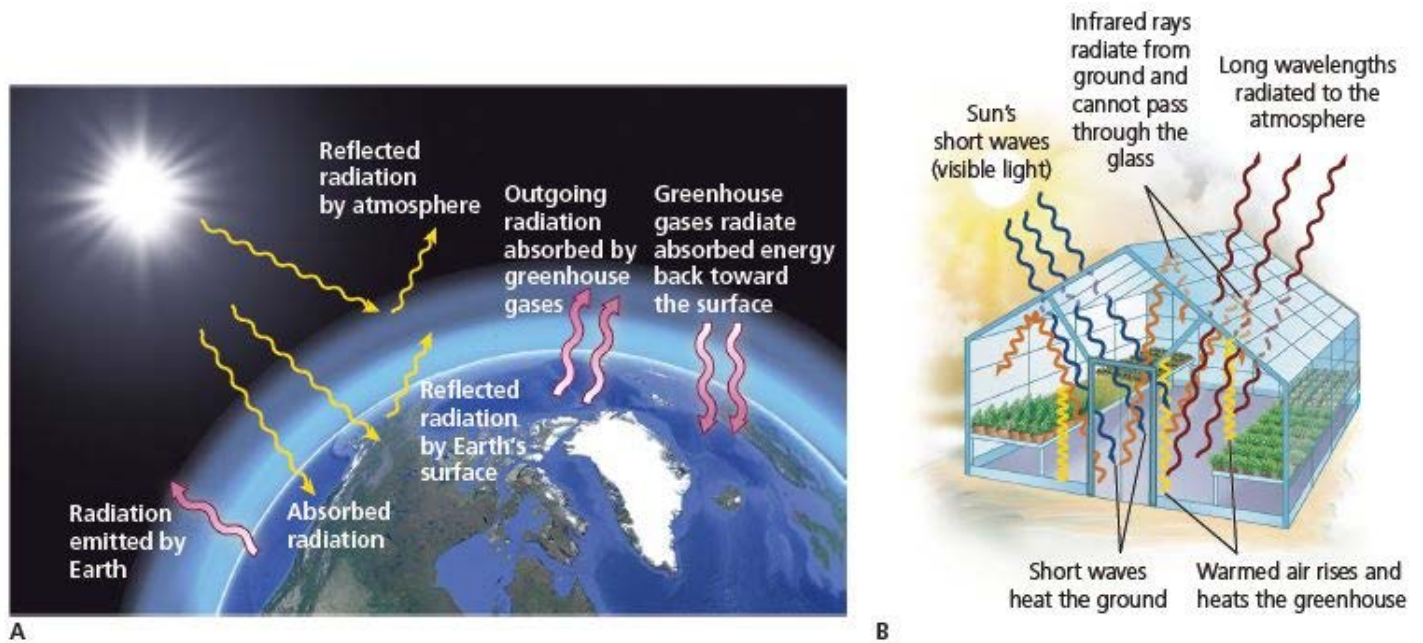 Reflected
radiation
by atmosphere
Outgoing
radiation
absorbed by
greenhouse
gases
Greenhouse
gases radiate
absorbed energy
back toward
the surface
Reflected
radiation
by Earth's
surface
Radiation
emitted by
Earth
Absorbed
radiation
A
Infrared rays
radiate from
ground and
cannot pass
through the
glass
Sun's
short waves
(visible light)
Long wavelengths
radiated to the
atmosphere
Short waves
heat the ground
Warmed air rises and
heats the greenhouse
B